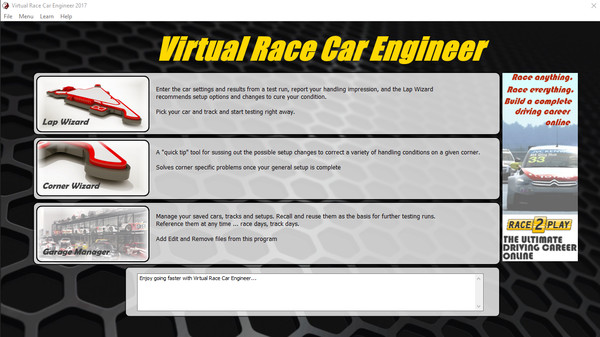 Virtual Race Car Engineer 2017
File Menu Learn Help
Virtual Race Car Engineer
Lap Wizard
Enter the car settings and results from a test run, report your handling impression, and the Lap Wizard
recommends setup options and changes to cure your condition.
Pick your car and track and start testing right away.
Corner Wizard
A "quick tip" tool for sussing out the possible setup changes to correct a variety of handling conditions on a given corner.
Solves corner specific problems once your general setup is complete
Garage Manager
Manage your saved cars, tracks and setups. Recall and reuse them as the basis for further testing runs.
Reference them at any time ... race days, track days.
Add Edit and Remove files from this program
Race anything.
Race everything.
Build a complete
driving career
online
33
RACE2PLAY
THE ULTIMATE
DRIVING CAREER
ONLINE
Enjoy going faster with Virtual Race Car Engineer...